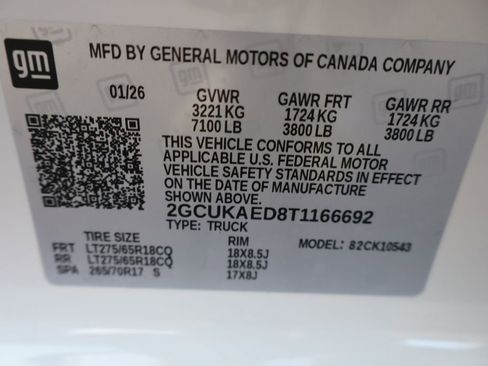 gm
MFD BY GENERAL MOTORS OF CANADA COMPANY
01/26 GVWR GAWR FRT GAWR RR
3221 KG 1724 KG 1724 KG
7100 LB 3800 LB 3800 LB
THIS VEHICLE CONFORMS TO ALL
APPLICABLE U.S. FEDERAL MOTOR
VEHICLE SAFETY STANDARDS IN
EFFECT ON THE DATE OF MANUFACTURE
SHOWN ABOVE.
2GCUKAED8T1166692
TYPE: TRUCK
TIRE SIZE RIM MODEL: 82CK10543
FRT LT275/65R18CQ 18X8.5J
RR LT275/65R18CQ 18X8.5J
SPA 265/70R17 S 17X8J